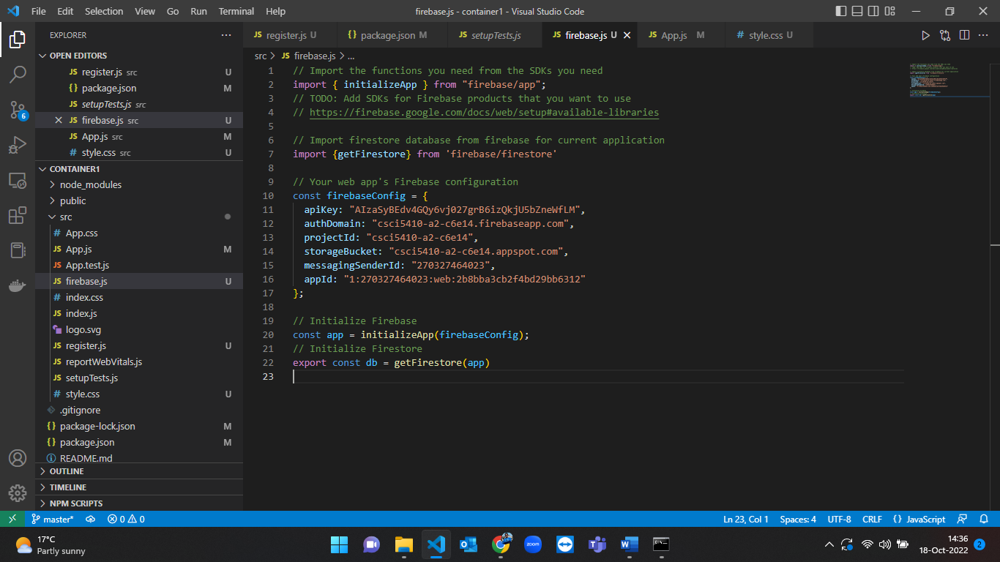 File Edit Selection View Go Run Terminal Help
firebase.js - container1 - Visual Studio Code
EXPLORER
OPEN EDITORS
JS register.js src U
{} package.json M
JS setupTests.js src
JS firebase.js src U
JS App.js src M
# style.css src U
CONTAINER1
node_modules
public
src
# App.css
JS App.js M
JS App.test.js
JS firebase.js U
# index.css
JS index.js
logo.svg
JS register.js U
JS reportWebVitals.js
JS setupTests.js
# style.css U
.gitignore
{} package-lock.json M
{} package.json M
README.md
OUTLINE
TIMELINE
NPM SCRIPTS
6
JS register.js U
{} package.json M
JS setupTests.js
JS firebase.js U
JS App.js M
# style.css U
src > JS firebase.js > ...
1 // Import the functions you need from the SDKs you need
2 import { initializeApp } from "firebase/app";
3 // TODO: Add SDKs for Firebase products that you want to use
4 // https://firebase.google.com/docs/web/setup#available-libraries
5
6 // Import firestore database from firebase for current application
7 import {getFirestore} from 'firebase/firestore'
8
9 // Your web app's Firebase configuration
10 const firebaseConfig = {
11 apiKey: "AIzaSyBEdv4GQy6vj027grB6izQkjU5bZneWfLM",
12 authDomain: "csci5410-a2-c6e14.firebaseapp.com",
13 projectId: "csci5410-a2-c6e14",
14 storageBucket: "csci5410-a2-c6e14.appspot.com",
15 messagingSenderId: "270327464023",
16 appId: "1:270327464023:web:2b8bba3cb2f4bd29bb6312"
17 };
18
19 // Initialize Firebase
20 const app = initializeApp(firebaseConfig);
21 // Initialize Firestore
22 export const db = getFirestore(app)
23
master* 0 0
Ln 23, Col 1 Spaces: 4 UTF-8 CRLF {} JavaScript
17°C
Partly sunny
zoom
14:36
18-Oct-2022
2